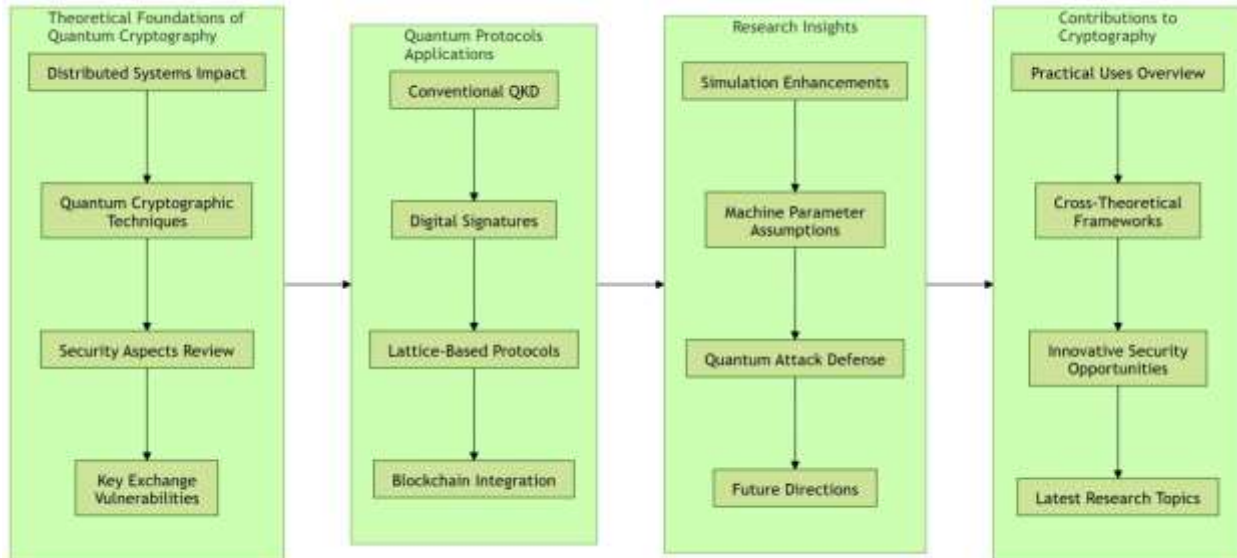 Theoretical Foundations of
Quantum Cryptography
Distributed Systems Impact
Quantum Cryptographic
Techniques
Security Aspects Review
Key Exchange
Vulnerabilities
Quantum Protocols
Applications
Conventional QKD
Digital Signatures
Lattice-Based Protocols
Blockchain Integration
Research Insights
Simulation Enhancements
Machine Parameter
Assumptions
Quantum Attack Defense
Future Directions
Contributions to
Cryptography
Practical Uses Overview
Cross-Theoretical
Frameworks
Innovative Security
Opportunities
Latest Research Topics